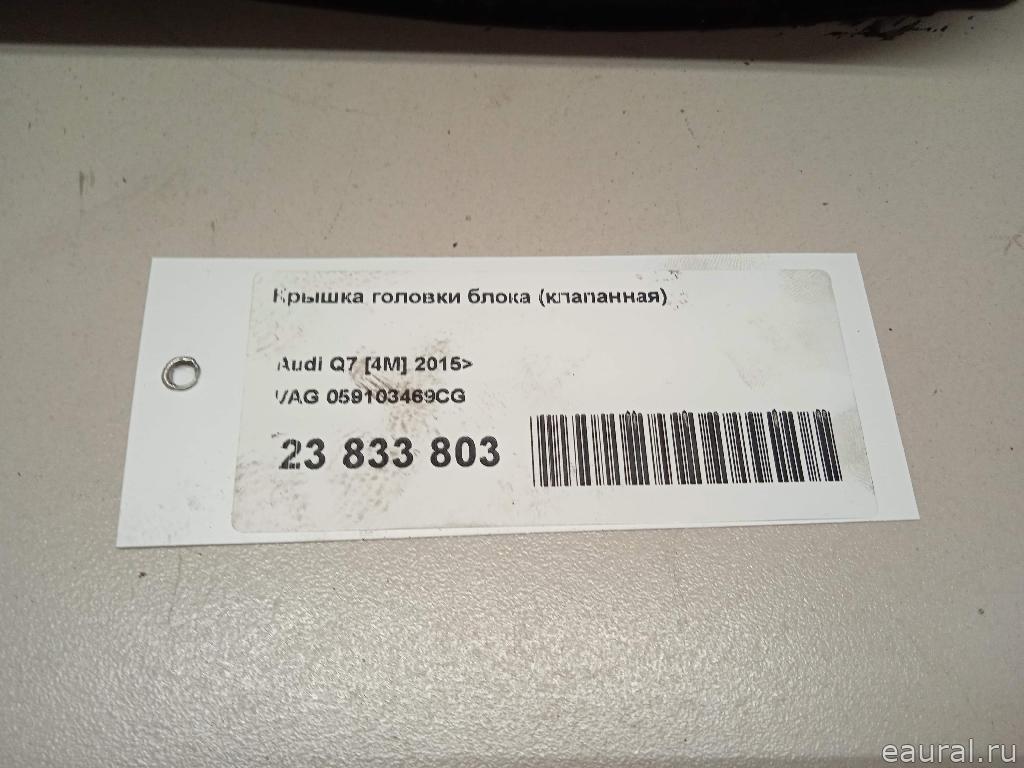 Крышка головки блока (клапанная)
Audi Q7 [4M] 2015>
VAG 059103469CG
23 833 803
eaural.ru